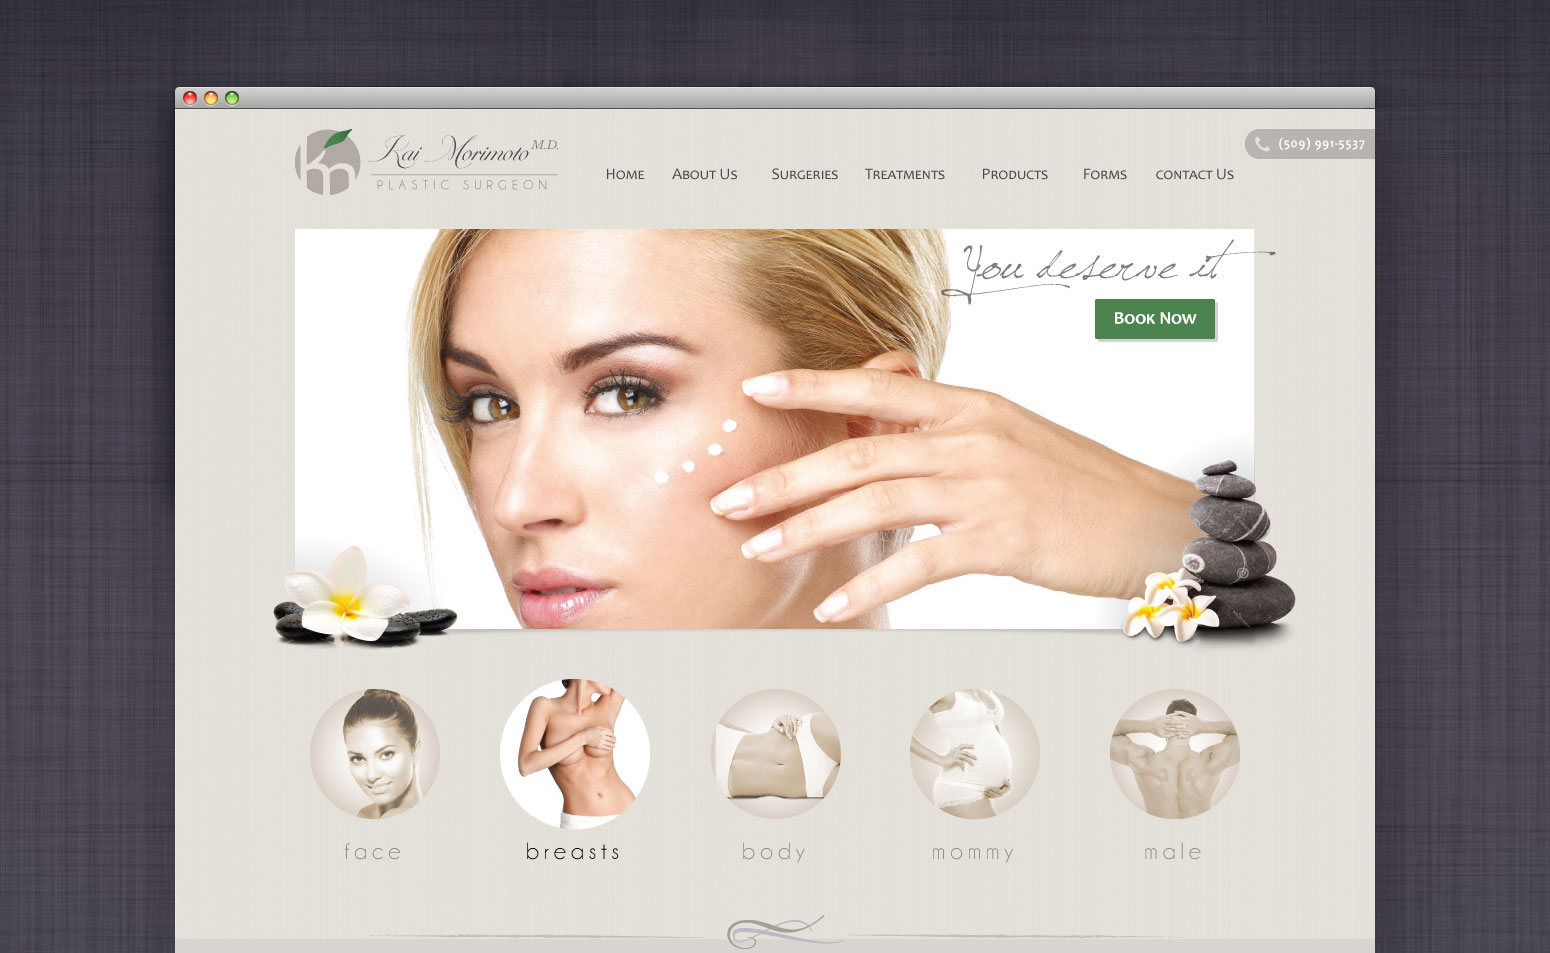 Kai Morimoto M.D.
PLASTIC SURGEON
(509) 991-5537
Home About Us Surgeries Treatments Products Forms contact Us
You deserve it
Book Now
face breasts body mommy male